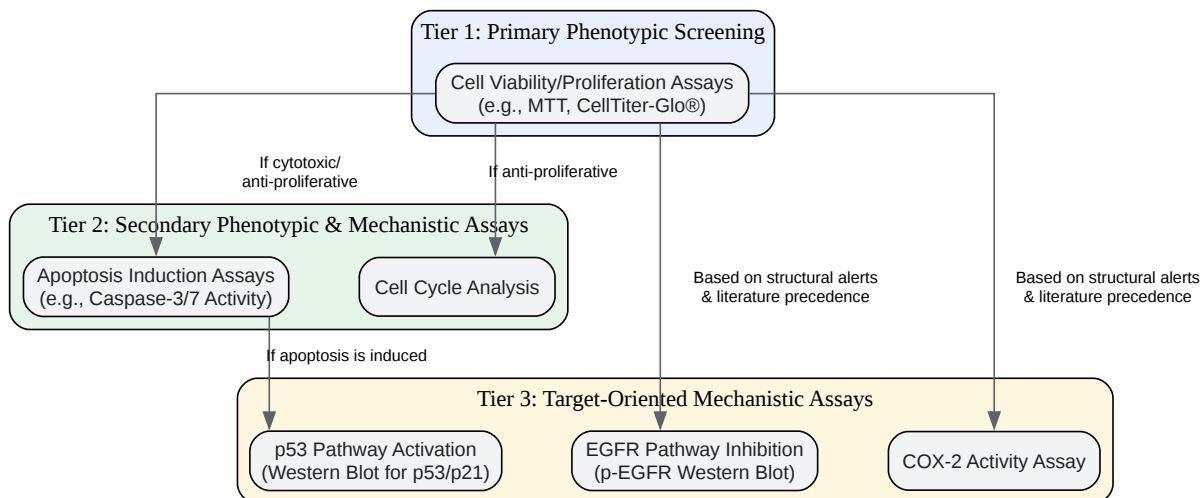 Tier 1: Primary Phenotypic Screening
Cell Viability/Proliferation Assays
(e.g., MTT, CellTiter-Glo®)
If cytotoxic/
anti-proliferative
If anti-proliferative
Tier 2: Secondary Phenotypic & Mechanistic Assays
Apoptosis Induction Assays
(e.g., Caspase-3/7 Activity)
Cell Cycle Analysis
Based on structural alerts
& literature precedence
Based on structural alerts
& literature precedence
If apoptosis is induced
Tier 3: Target-Oriented Mechanistic Assays
p53 Pathway Activation
(Western Blot for p53/p21)
EGFR Pathway Inhibition
(p-EGFR Western Blot)
COX-2 Activity Assay